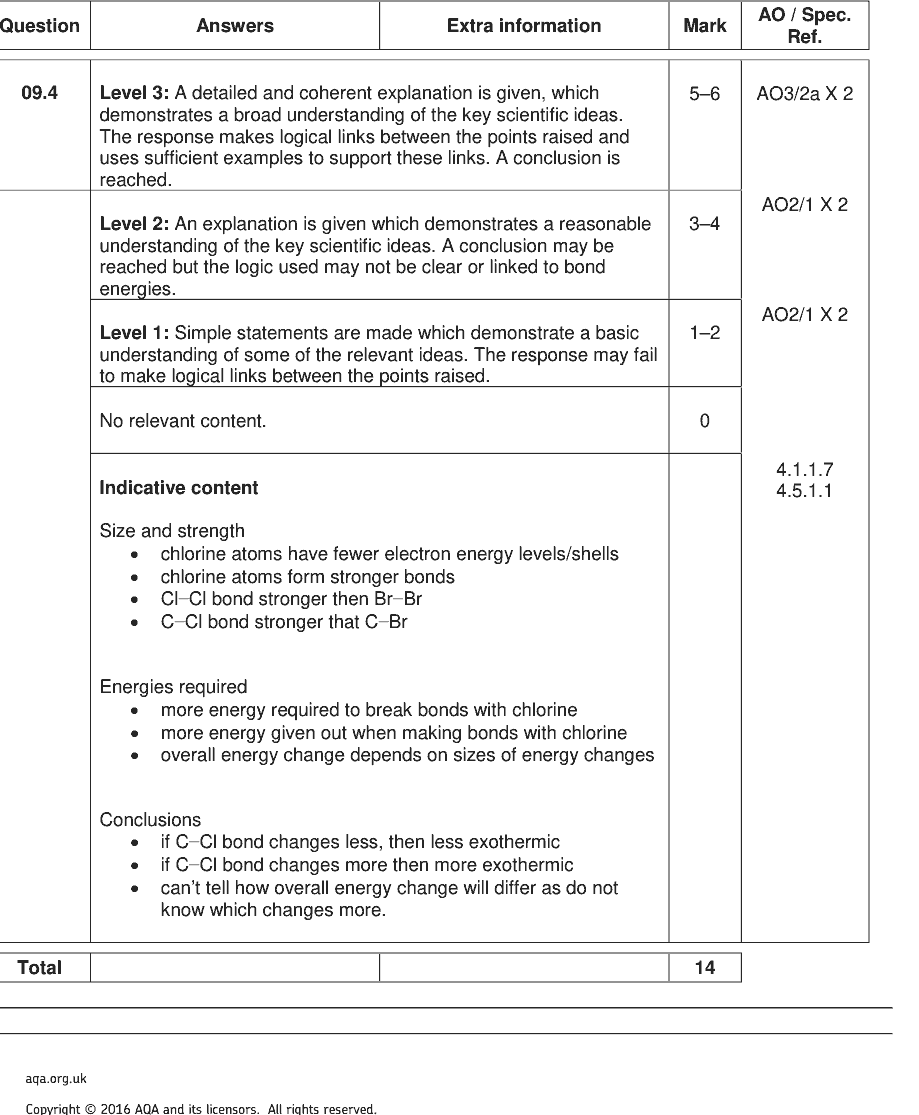 Question Answers Extra information Mark AO / Spec.
Ref.
09.4 Level 3: A detailed and coherent explanation is given, which 5–6 AO3/2a X 2
demonstrates a broad understanding of the key scientific ideas.
The response makes logical links between the points raised and
uses sufficient examples to support these links. A conclusion is
reached.
AO2/1 X 2
Level 2: An explanation is given which demonstrates a reasonable 3–4
understanding of the key scientific ideas. A conclusion may be
reached but the logic used may not be clear or linked to bond
energies.
AO2/1 X 2
Level 1: Simple statements are made which demonstrate a basic 1–2
understanding of some of the relevant ideas. The response may fail
to make logical links between the points raised.
No relevant content. 0
4.1.1.7
Indicative content 4.5.1.1
Size and strength
• chlorine atoms have fewer electron energy levels/shells
• chlorine atoms form stronger bonds
• Cl–Cl bond stronger then Br–Br
• C–Cl bond stronger that C–Br
Energies required
• more energy required to break bonds with chlorine
• more energy given out when making bonds with chlorine
• overall energy change depends on sizes of energy changes
Conclusions
• if C–Cl bond changes less, then less exothermic
• if C–Cl bond changes more then more exothermic
• can't tell how overall energy change will differ as do not
know which changes more.
Total 14
aqa.org.uk
Copyright © 2016 AQA and its licensors. All rights reserved.